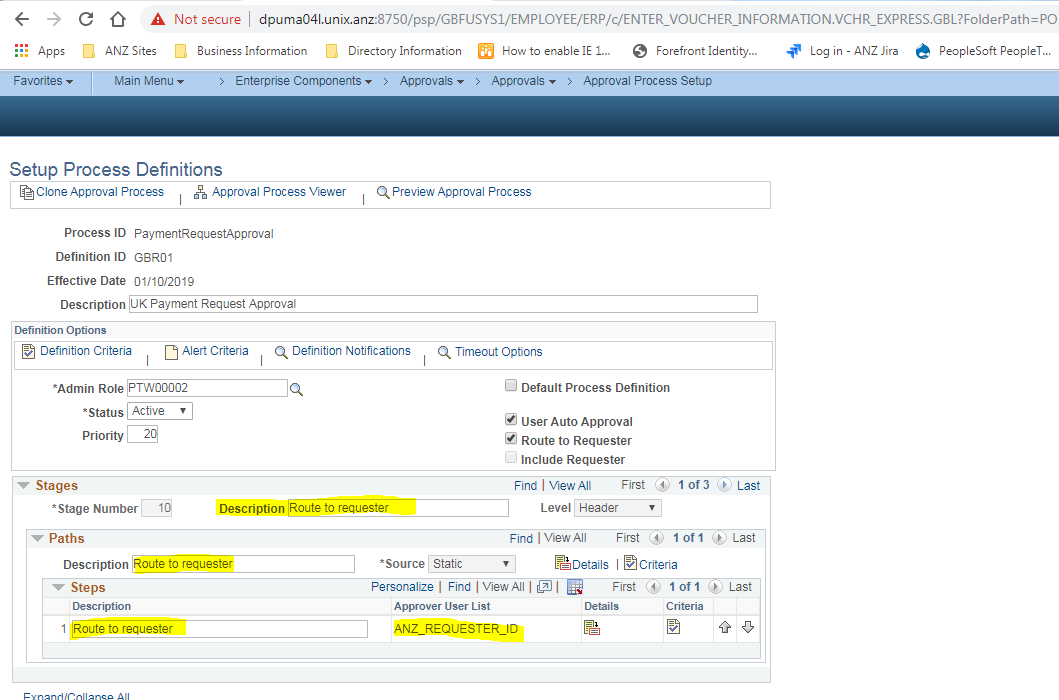 Not secure | dpuma04l.unix.anz:8750/psp/GBFUSYS1/EMPLOYEE/ERP/c/ENTER_VOUCHER_INFORMATION.VCHR_EXPRESS.GBL?FolderPath=PO
Apps ANZ Sites Business Information Directory Information How to enable IE 1... Forefront Identity... Log in - ANZ Jira PeopleSoft PeopleT...
Favorites Main Menu > Enterprise Components > Approvals > Approvals > Approval Process Setup
Setup Process Definitions
Clone Approval Process | Approval Process Viewer | Preview Approval Process
Process ID PaymentRequestApproval
Definition ID GBR01
Effective Date 01/10/2019
Description UK Payment Request Approval
Definition Options
Definition Criteria | Alert Criteria | Definition Notifications | Timeout Options
*Admin Role PTW00002 Default Process Definition
*Status Active
User Auto Approval
Priority 20
Route to Requester
Include Requester
Stages Find | View All First 1 of 3 Last
*Stage Number 10 Description Route to requester Level Header
Paths Find | View All First 1 of 1 Last
Description Route to requester *Source Static Details | Criteria
Steps Personalize | Find | View All | | First 1 of 1 Last
Description Approver User List Details Criteria
1 Route to requester ANZ_REQUESTER_ID
Expand/Collapse All